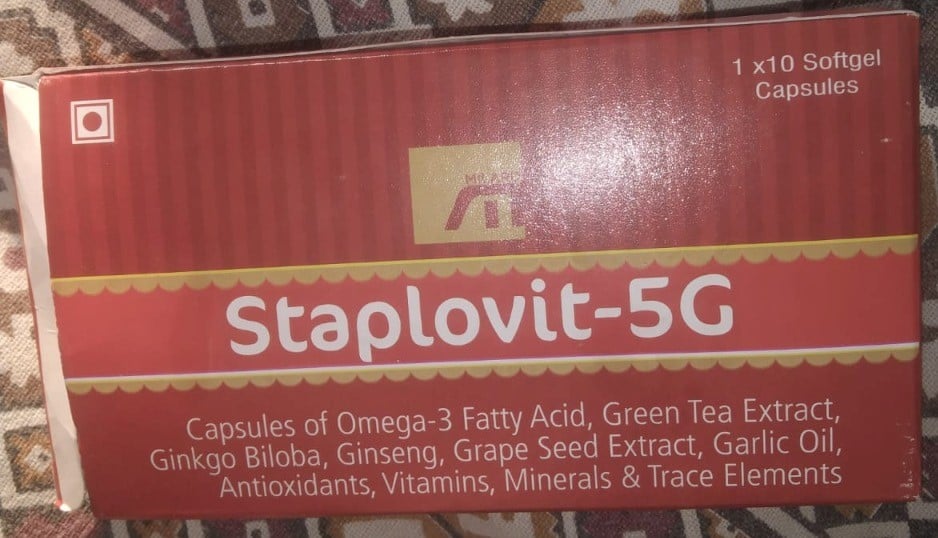 1 x10 Softgel
Capsules
Staplovit-5G
Capsules of Omega-3 Fatty Acid, Green Tea Extract,
Ginkgo Biloba, Ginseng, Grape Seed Extract, Garlic Oil,
Antioxidants, Vitamins, Minerals & Trace Elements